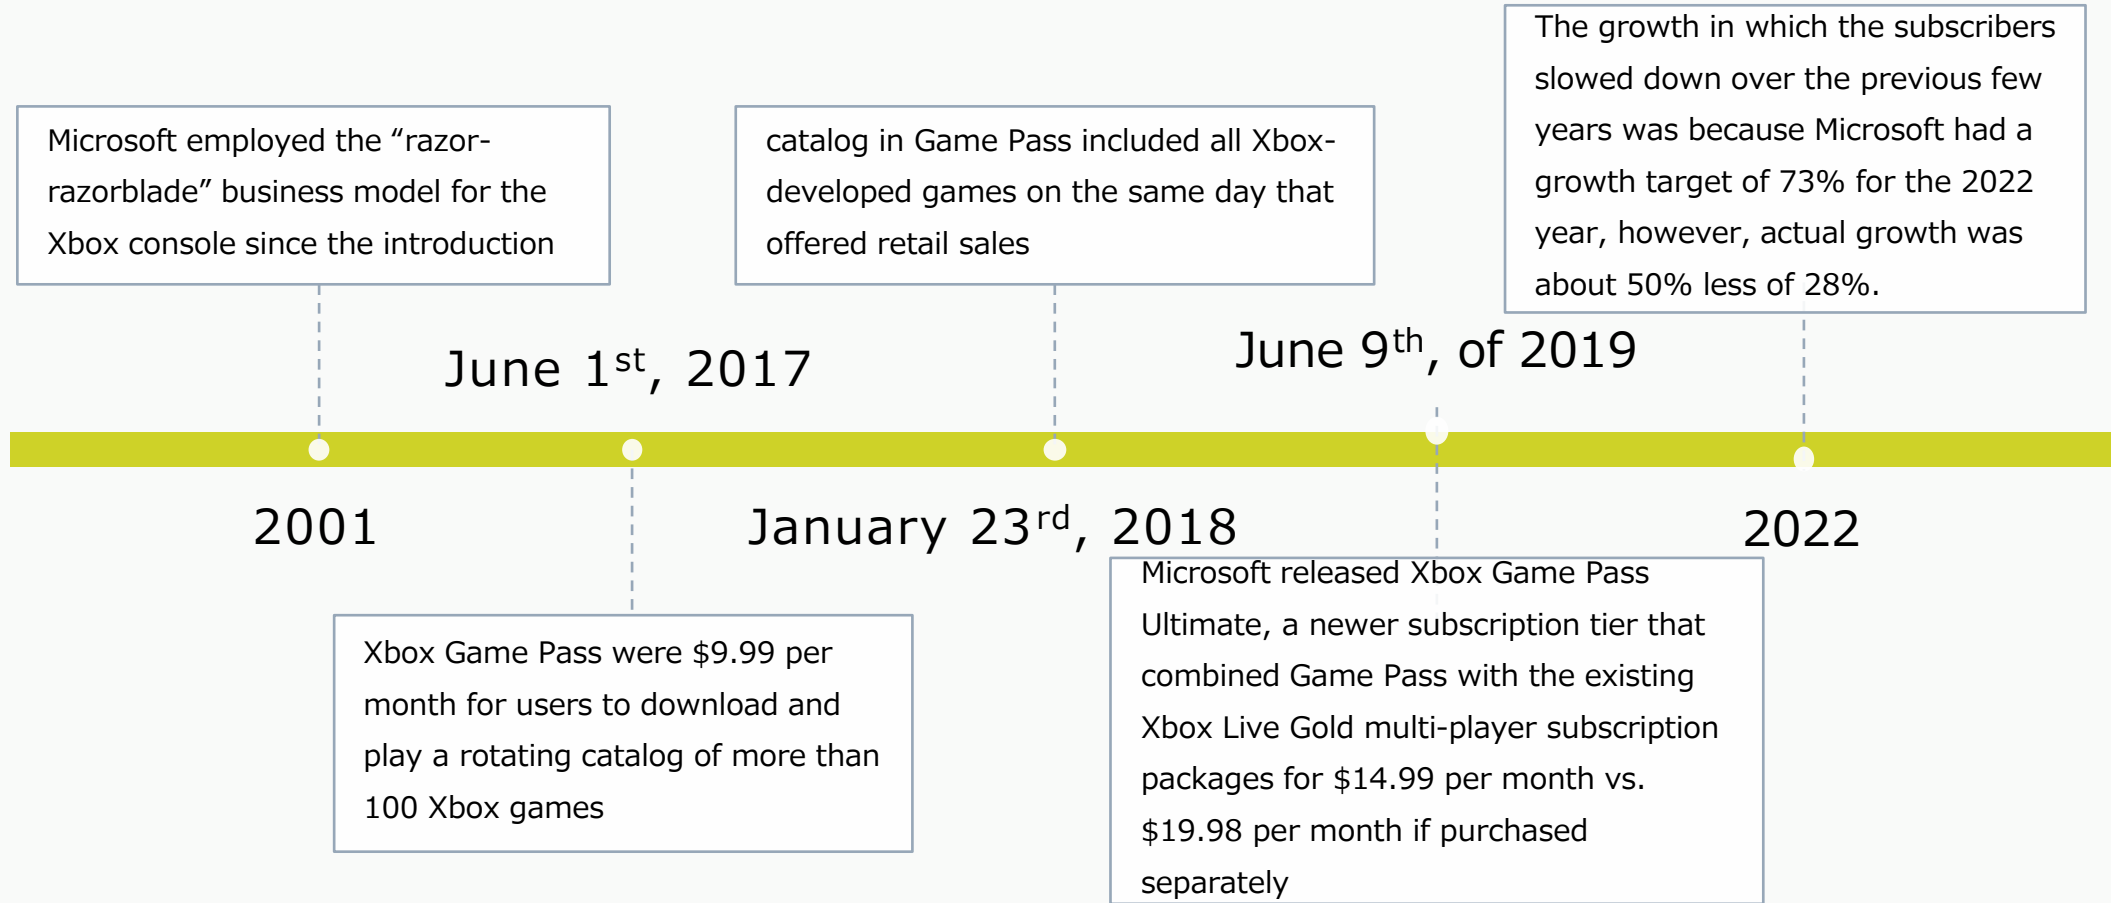 Microsoft employed the “razor-
razorblade” business model for the
Xbox console since the introduction
2001
June 1st, 2017
Xbox Game Pass were $9.99 per
month for users to download and
play a rotating catalog of more than
100 Xbox games
catalog in Game Pass included all Xbox-
developed games on the same day that
offered retail sales
January 23rd, 2018
June 9th, of 2019
Microsoft released Xbox Game Pass
Ultimate, a newer subscription tier that
combined Game Pass with the existing
Xbox Live Gold multi-player subscription
packages for $14.99 per month vs.
$19.98 per month if purchased
separately
The growth in which the subscribers
slowed down over the previous few
years was because Microsoft had a
growth target of 73% for the 2022
year, however, actual growth was
about 50% less of 28%.
2022